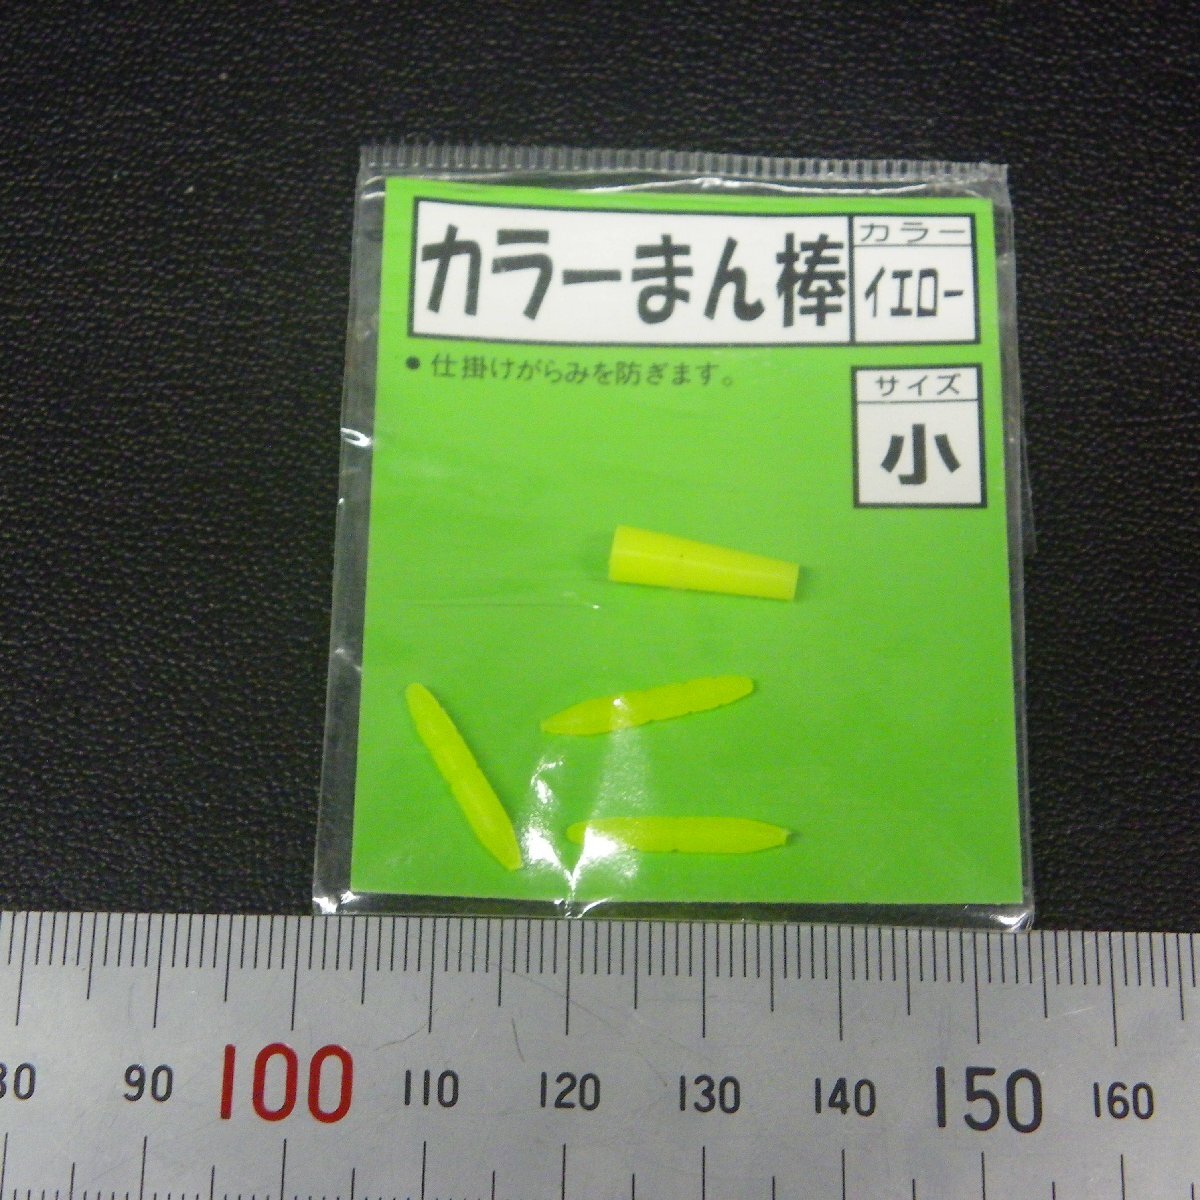 カラーまん棒
カラー
イエロー
●仕掛けがらみを防ぎます。
サイズ
小
80 90 100 110 120 130 140 150 160